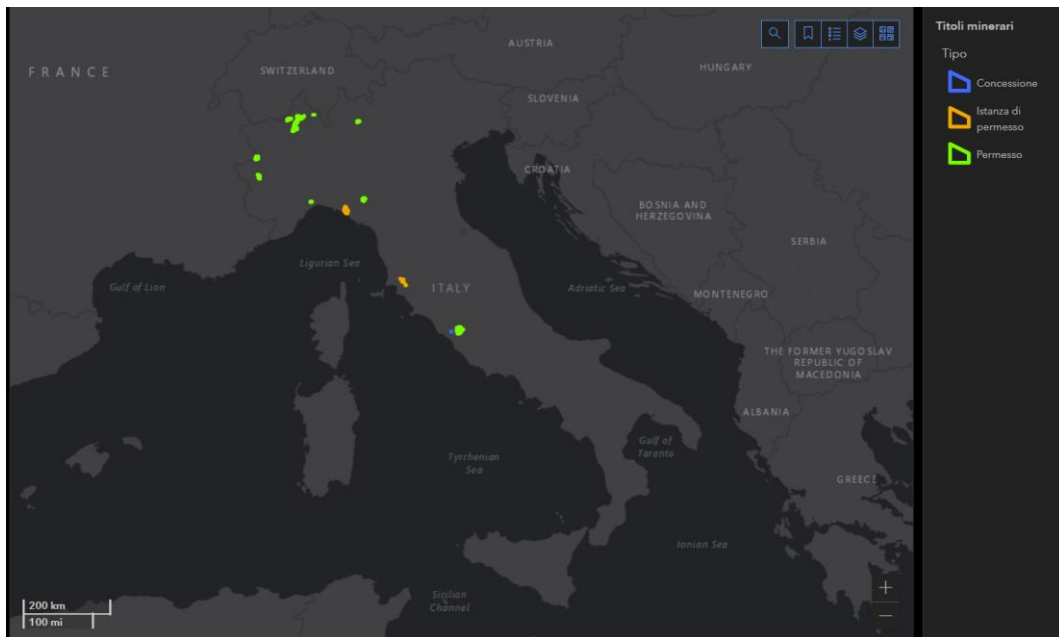 Titoli minerari
Tipo
Concessione
Istanza di
permesso
Permesso
AUSTRIA
FRANCE
SWITZERLAND
HUNGARY
SLOVENIA
CROATIA
BOSNIA AND
HERZEGOVINA
SERBIA
Ligurian Sea
Gulf of Lion
ITALY
Adriatic Sea
MONTENEGRO
THE FORMER YUGOSLAV
REPUBLIC OF
MACEDONIA
ALBANIA
Gulf of
Taranto
Tyrrhenian
Sea
GREECE
Ionian Sea
Sicilian
Channel
200 km
100 mi